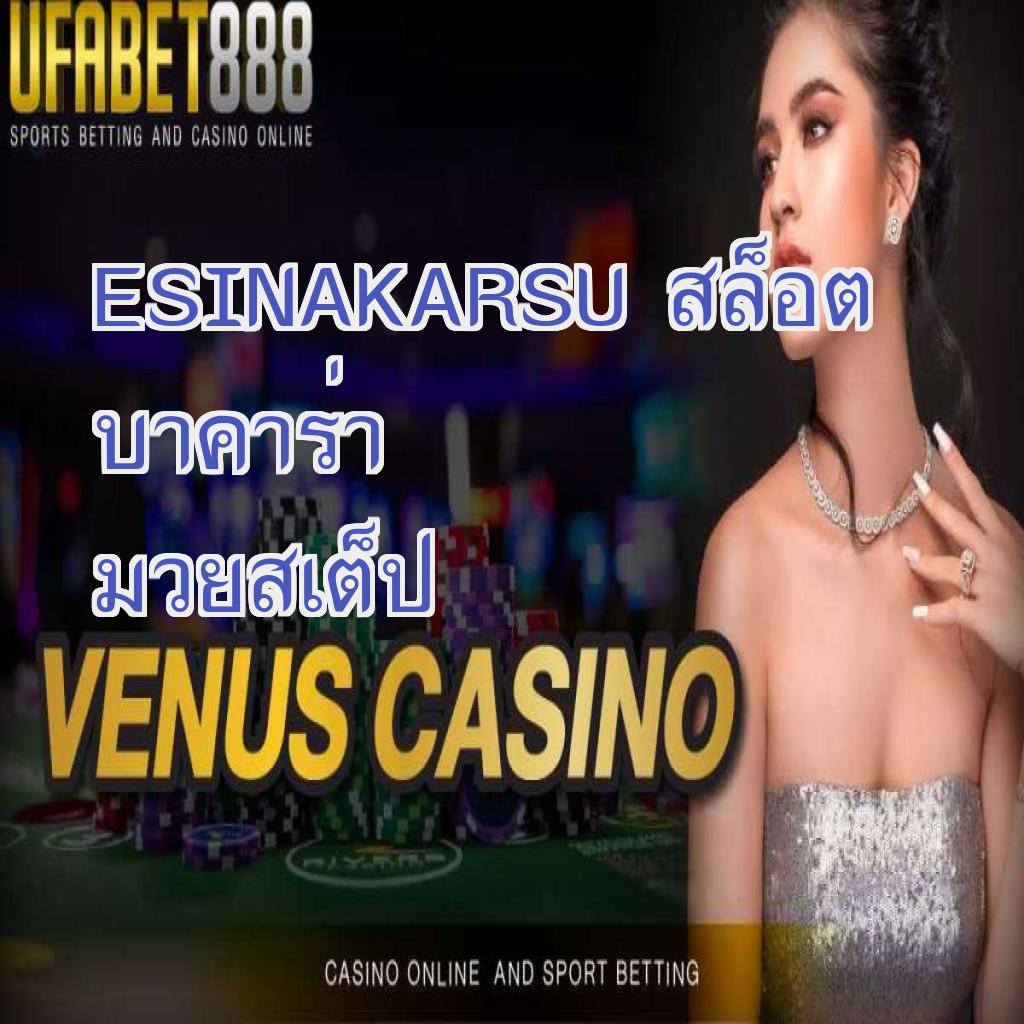 UFABET888
SPORTS BETTING AND CASINO ONLINE
ESINAKARSU สล็อต
บาคาร่า
มวยสเต็ป
VENUS CASINO
CASINO ONLINE AND SPORT BETTING